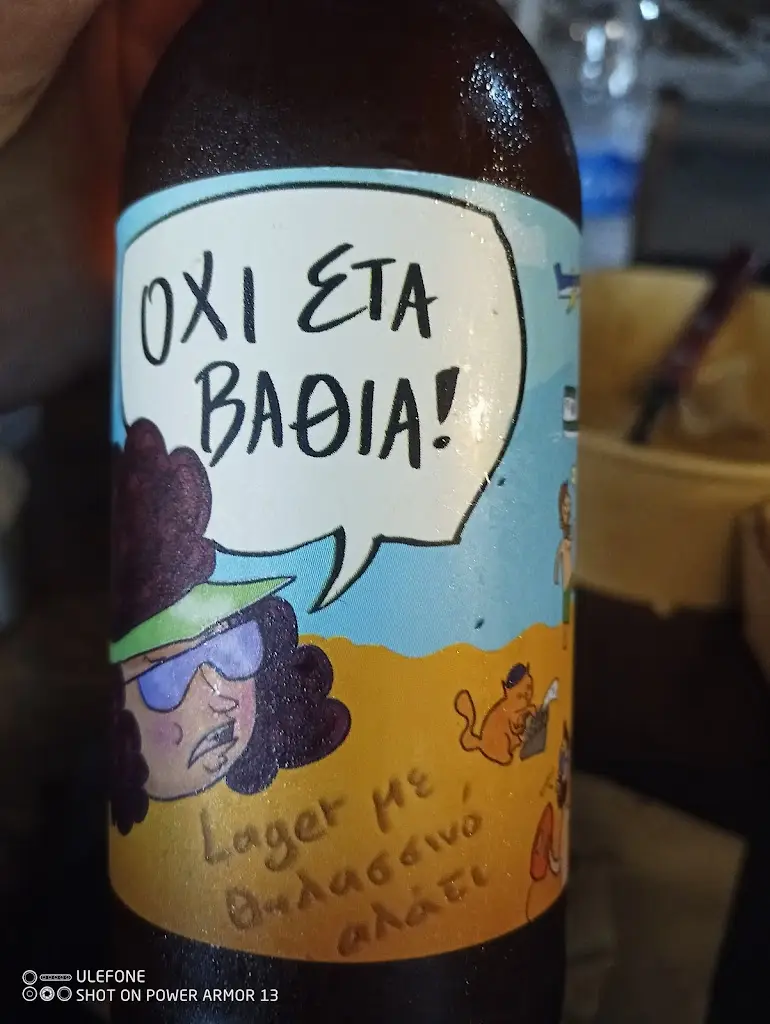 ΟΧΙ ΣΤΑ
ΒΑΘΙΑ!
Lager με
θαλασσινό
αλάτι
ULEFONE
SHOT ON POWER ARMOR 13